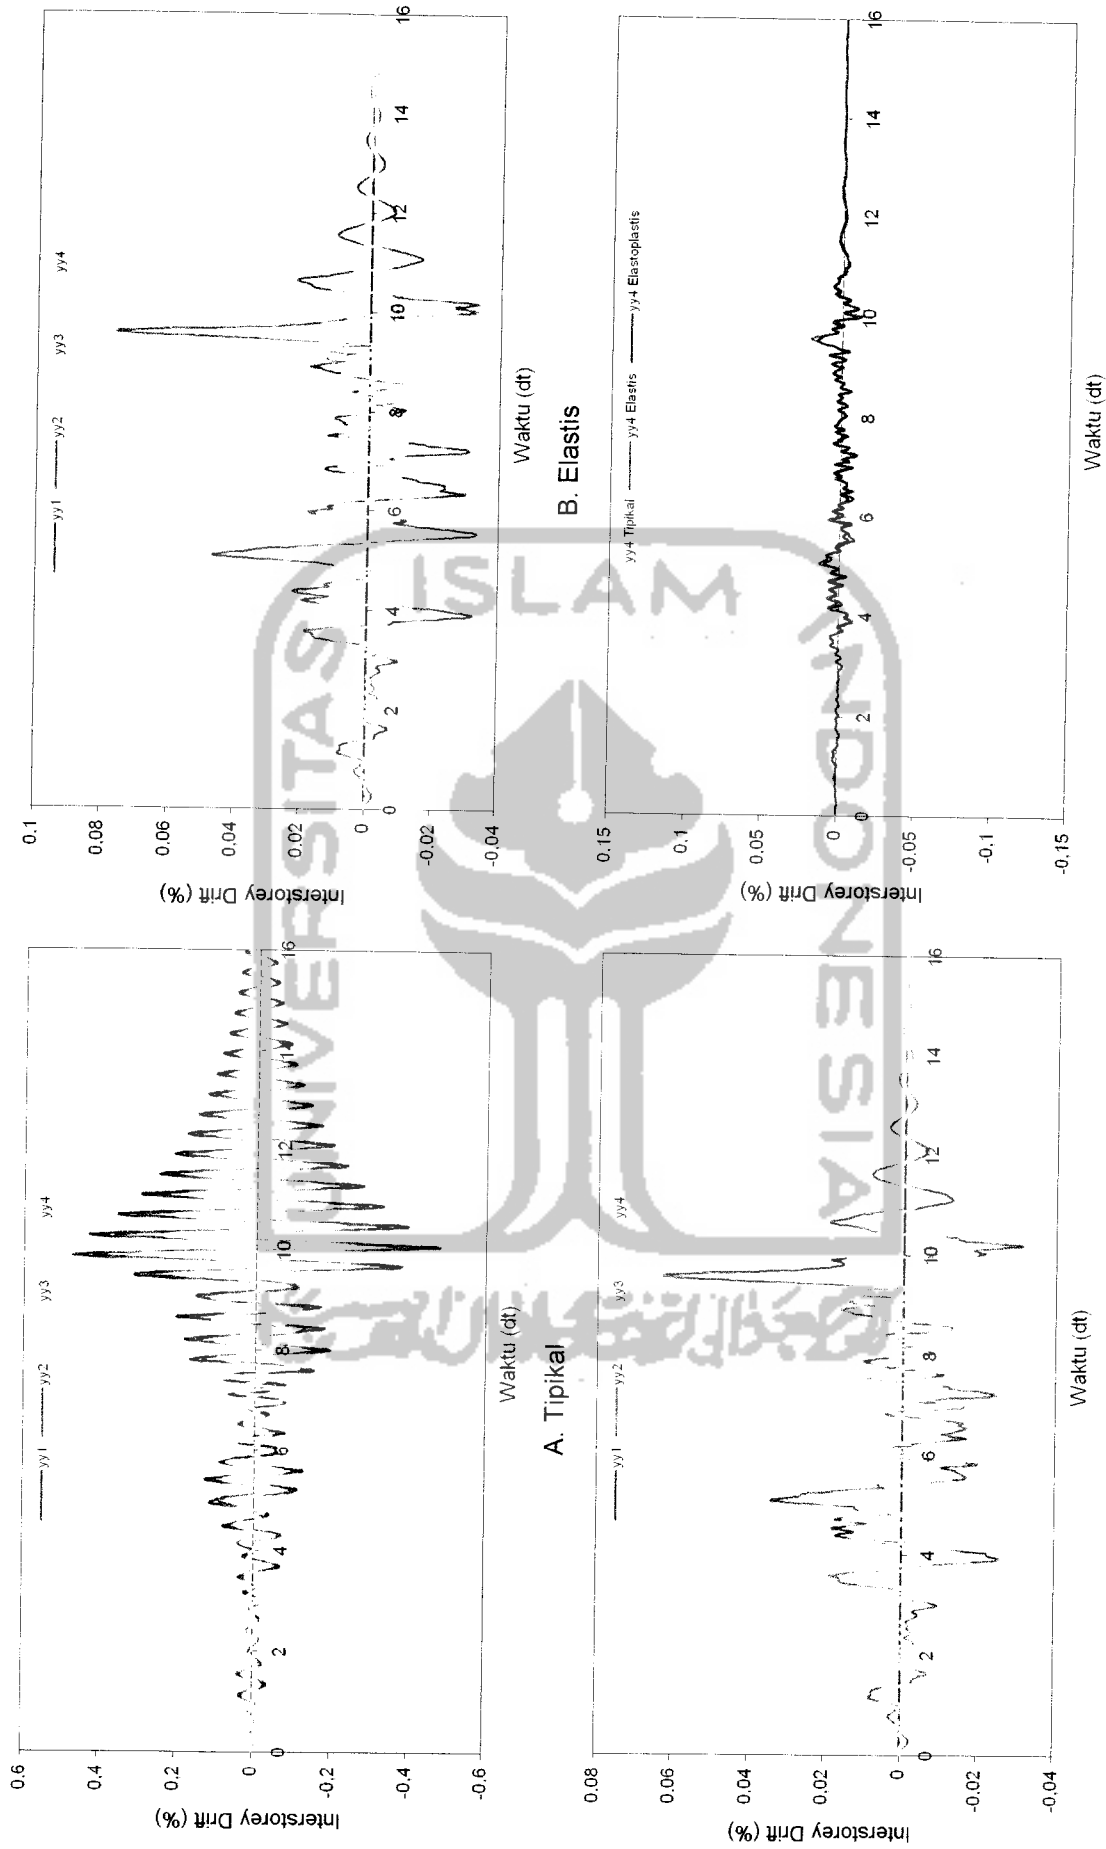 yy1 yy2 yy3 yy4
Interstorey Drift (%)
0.6
0.4
0.2
0
-0.2
-0.4
-0.6
0 2 4 6 8 10 12 14 16
Waktu (dt)
A. Tipikal
yy1 yy2 yy3 yy4
Interstorey Drift (%)
0.1
0.08
0.06
0.04
0.02
0
-0.02
-0.04
0 2 4 6 8 10 12 14 16
Waktu (dt)
B. Elastis
yy1 yy2 yy3 yy4
Interstorey Drift (%)
0.08
0.06
0.04
0.02
0
-0.02
-0.04
0 2 4 6 8 10 12 14 16
Waktu (dt)
yy4 Tipikal yy4 Elastis yy4 Elastoplastis
Interstorey Drift (%)
0.15
0.1
0.05
0
-0.05
-0.1
-0.15
0 2 4 6 8 10 12 14 16
Waktu (dt)
UNIVERSITAS
ISLAM
INDONESIA